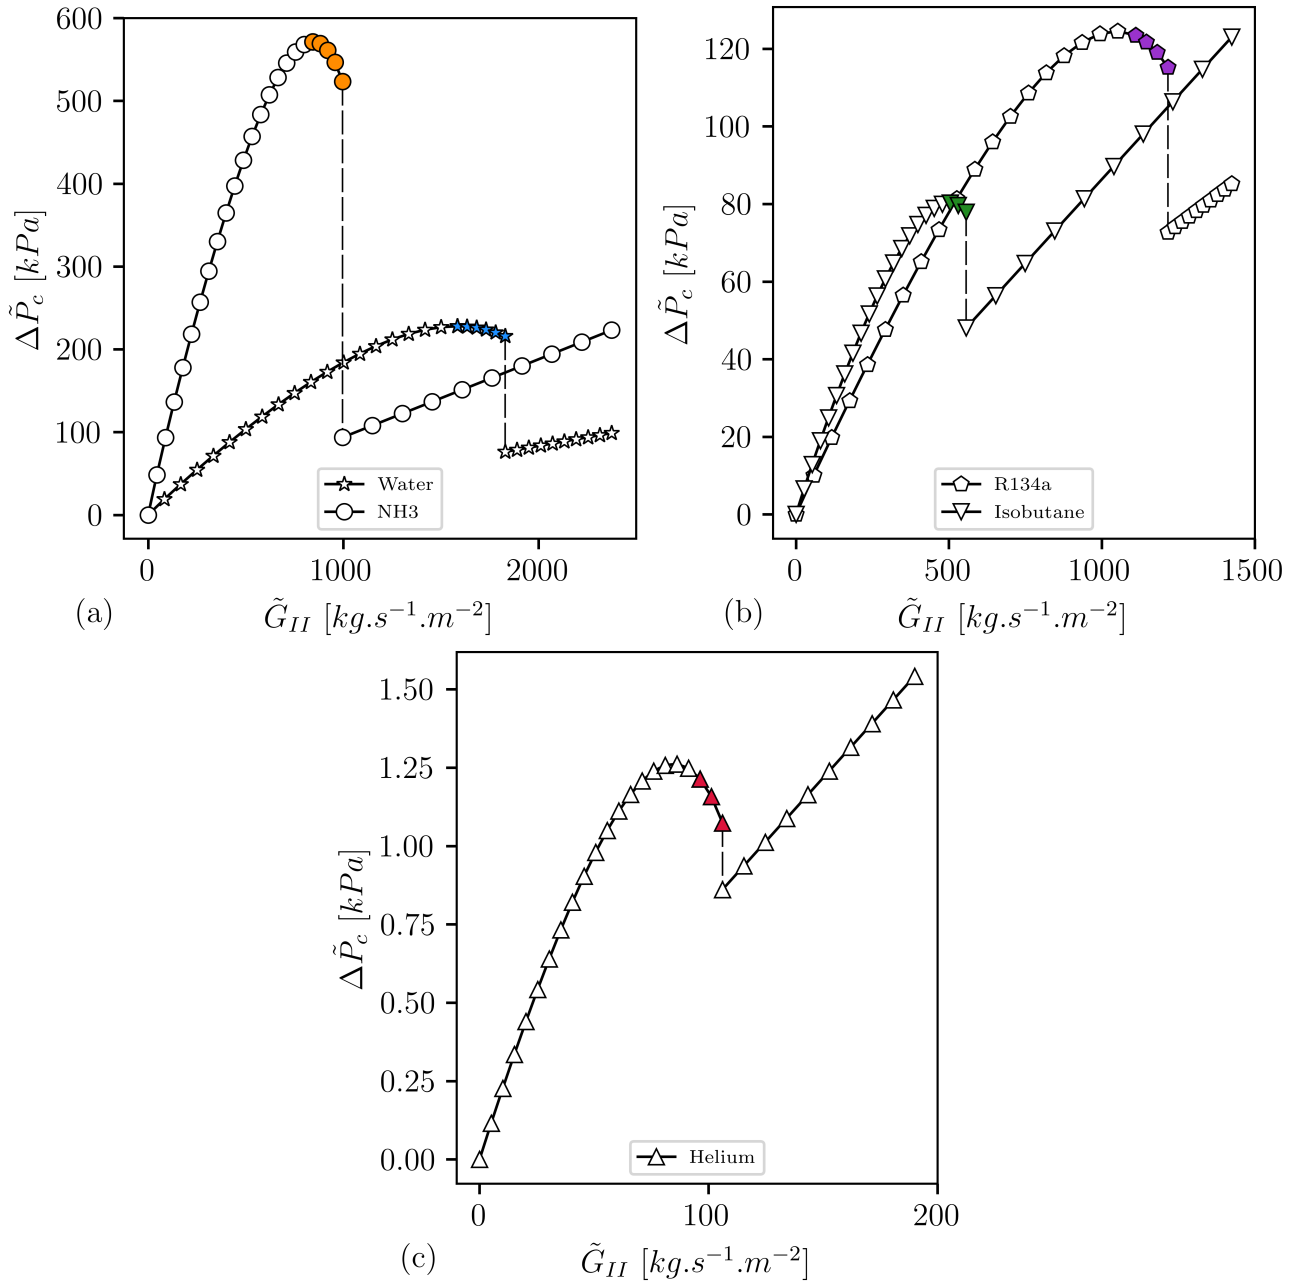 600
500
400
300
200
100
0
ΔP̃c [kPa]
Water
NH3
0 1000 2000
(a) G̃II [kg.s−1.m−2]
120
100
80
60
40
20
0
ΔP̃c [kPa]
R134a
Isobutane
0 500 1000 1500
(b) G̃II [kg.s−1.m−2]
1.50
1.25
1.00
0.75
0.50
0.25
0.00
ΔP̃c [kPa]
Helium
0 100 200
(c) G̃II [kg.s−1.m−2]